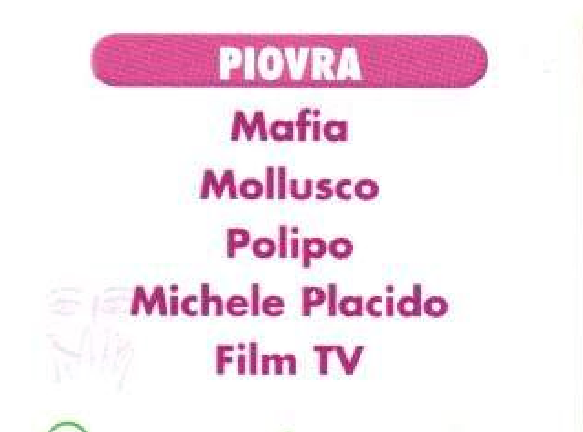 PIOVRA
Mafia
Mollusco
Polipo
Michele Placido
Film TV